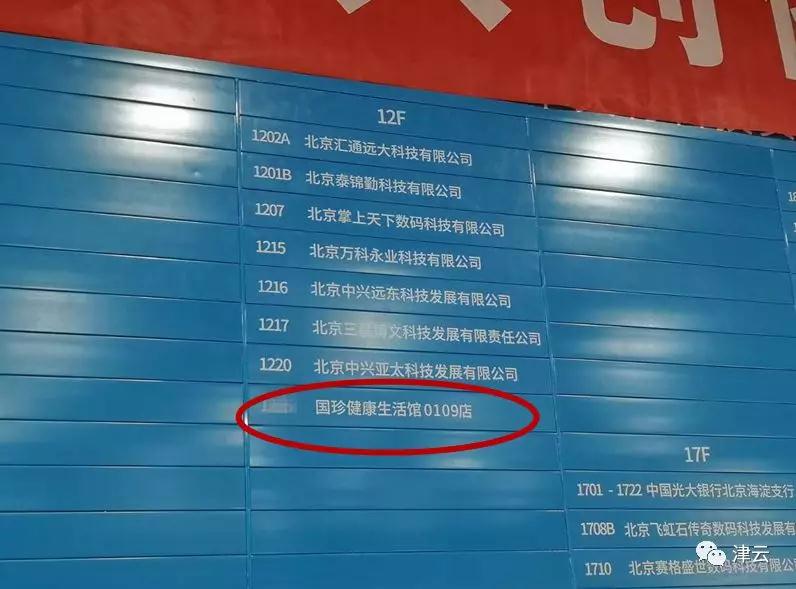 12F
1202A 北京汇通远大科技有限公司
1201B 北京泰锦勤科技有限公司
1207 北京掌上天下数码科技有限公司
1215 北京万科永业科技有限公司
1216 北京中兴远东科技发展有限公司
1217 北京三 文科技发展有限责任公司
1220 北京中兴亚太科技发展有限公司
国珍健康生活馆0109店
17F
1701 - 1722 中国光大银行北京海淀支行
1708B 北京飞虹石传奇数码科技发展有
1710 北京赛格盛世数码科技有限公
津云